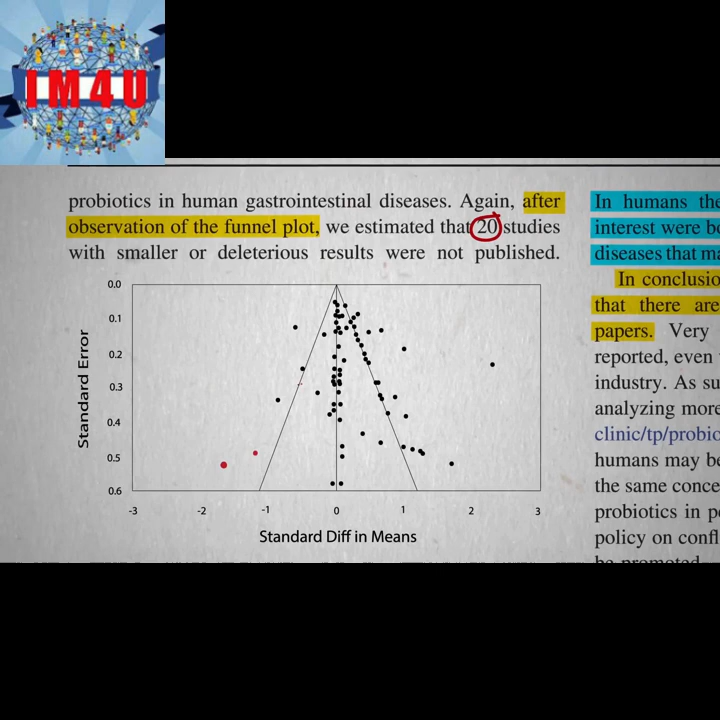 IM4U
probiotics in human gastrointestinal diseases. Again, after
observation of the funnel plot, we estimated that 20 studies
with smaller or deleterious results were not published.
0.0
0.1
0.2
0.3
0.4
0.5
0.6
Standard Error
-3
-2
-1
0
1
2
3
Standard Diff in Means
In humans the
interest were bo
diseases that ma
In conclusio
that there are
papers. Very
reported, even
industry. As su
analyzing more
clinic/tp/probio
humans may be
the same conce
probiotics in pe
policy on confl
be promoted